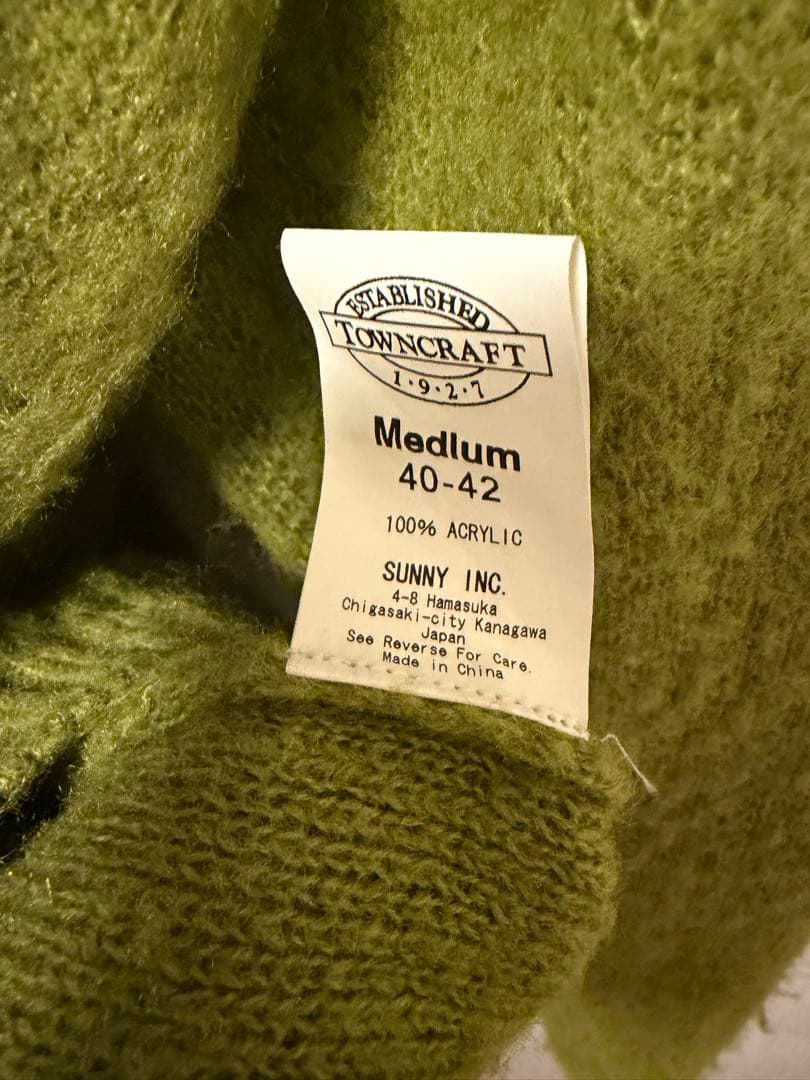 ESTABLISHED
TOWNCRAFT
1·9·2·7
Medium
40-42
100% ACRYLIC
SUNNY INC.
4-8 Hamasuka
Chigasaki-city Kanagawa
Japan
See Reverse For Care.
Made in China